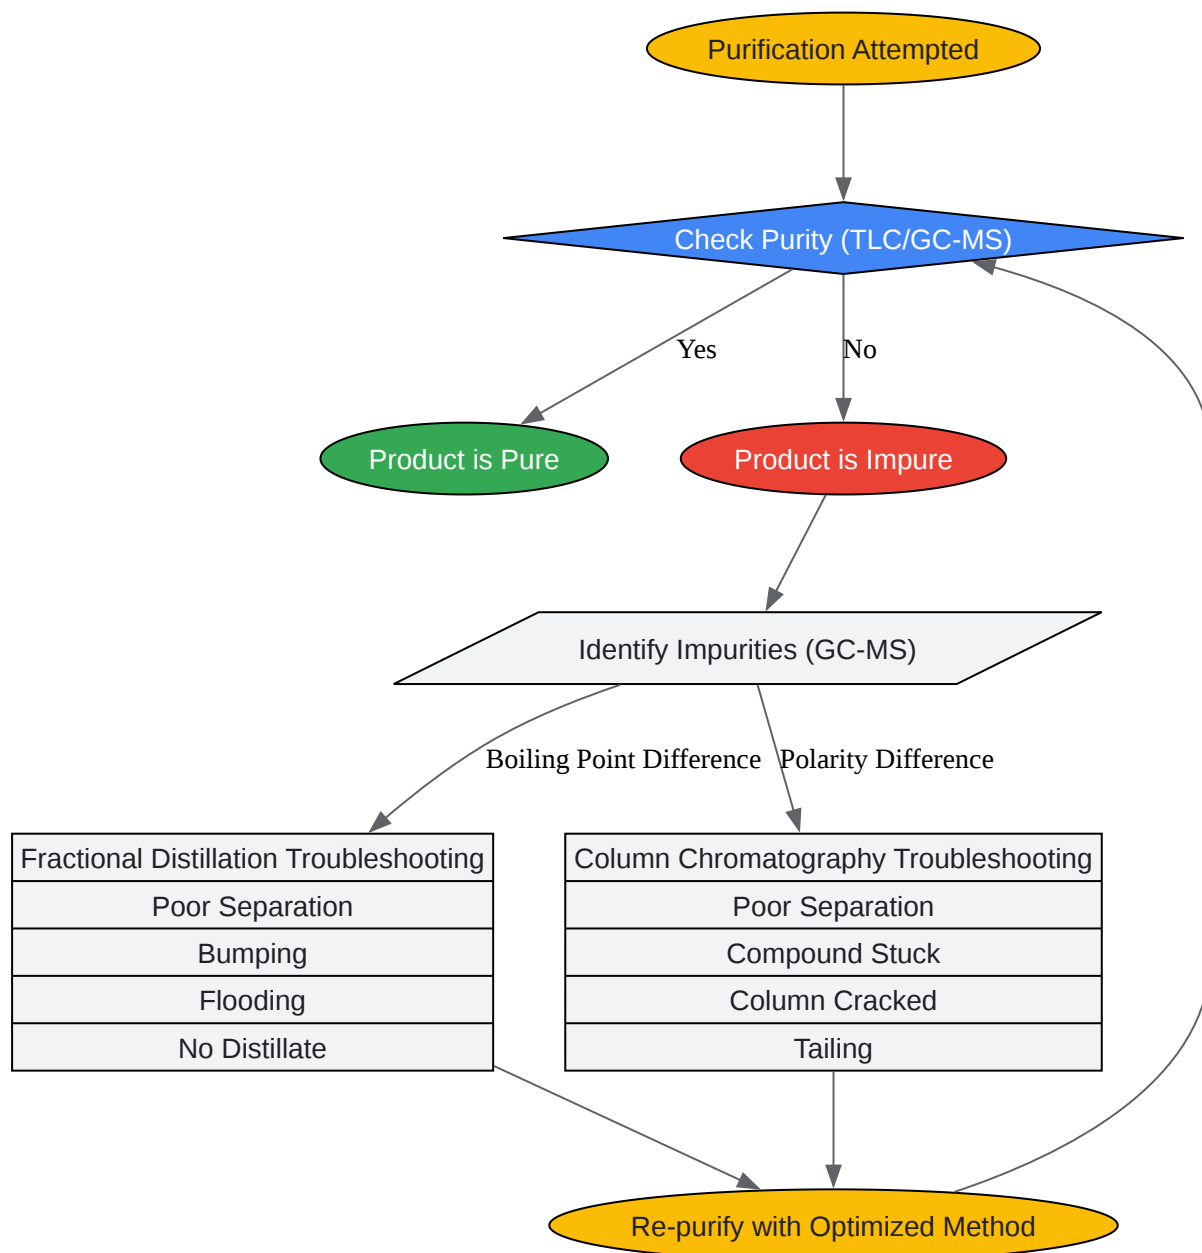 Purification Attempted
Check Purity (TLC/GC-MS)
Yes
No
Product is Pure
Product is Impure
Identify Impurities (GC-MS)
Boiling Point Difference
Polarity Difference
Fractional Distillation Troubleshooting
Poor Separation
Bumping
Flooding
No Distillate
Column Chromatography Troubleshooting
Poor Separation
Compound Stuck
Column Cracked
Tailing
Re-purify with Optimized Method